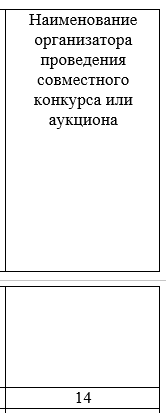 Наименование
организатора
проведения
совместного
конкурса или
аукциона
14